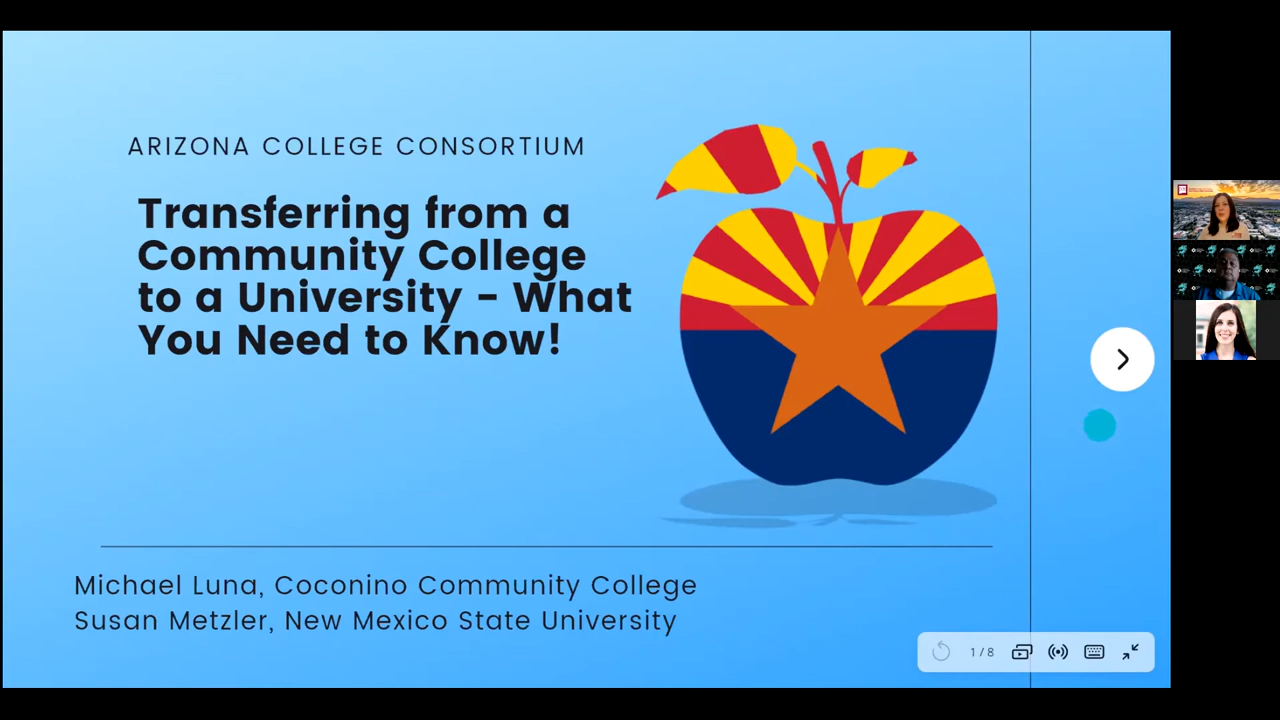 ARIZONA COLLEGE CONSORTIUM
Transferring from a
Community College
to a University - What
You Need to Know!
Michael Luna, Coconino Community College
Susan Metzler, New Mexico State University
1 / 8